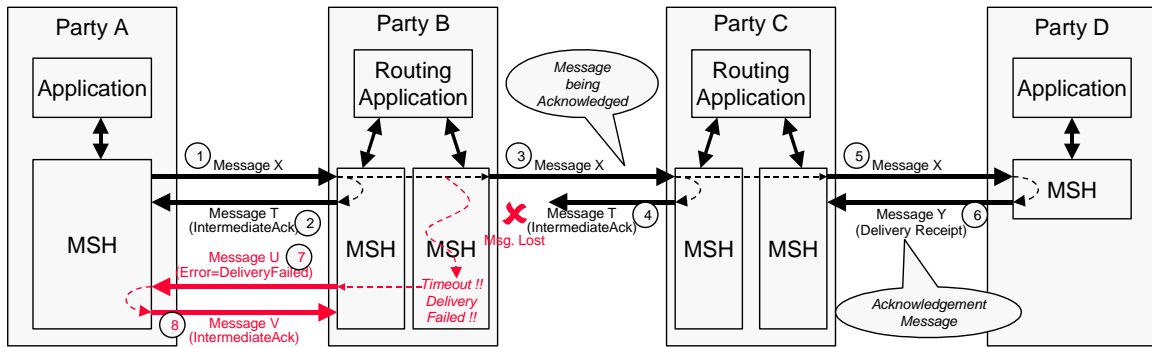 Party A
Party B
Party C
Party D
Application
Routing
Application
Message
being
Acknowledged
Routing
Application
Application
1
Message X
3
Message X
5
Message X
Message T
(IntermediateAck)
2
Msg. Lost
Message T
(IntermediateAck)
4
Message Y
(Delivery Receipt)
6
MSH
MSH
MSH
MSH
MSH
MSH
Message U
(Error=DeliveryFailed)
7
Timeout !!
Delivery
Failed !!
8
Message V
(IntermediateAck)
Acknowledgement
Message